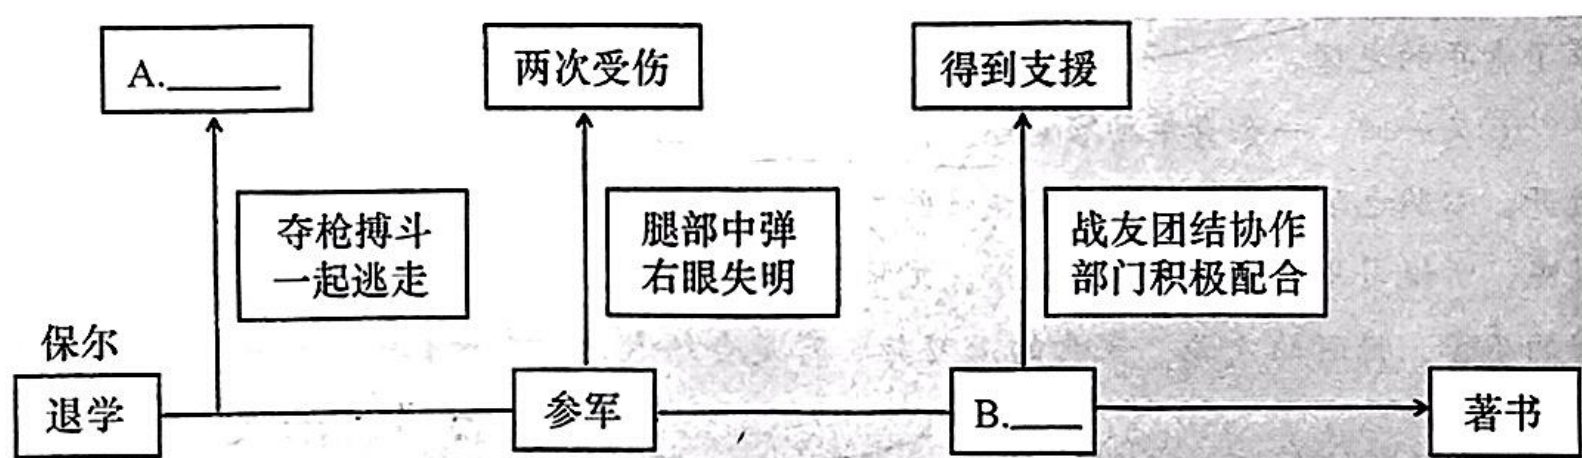 A.______
两次受伤
得到支援
夺枪搏斗
一起逃走
腿部中弹
右眼失明
战友团结协作
部门积极配合
保尔
退学
参军
B.____
著书